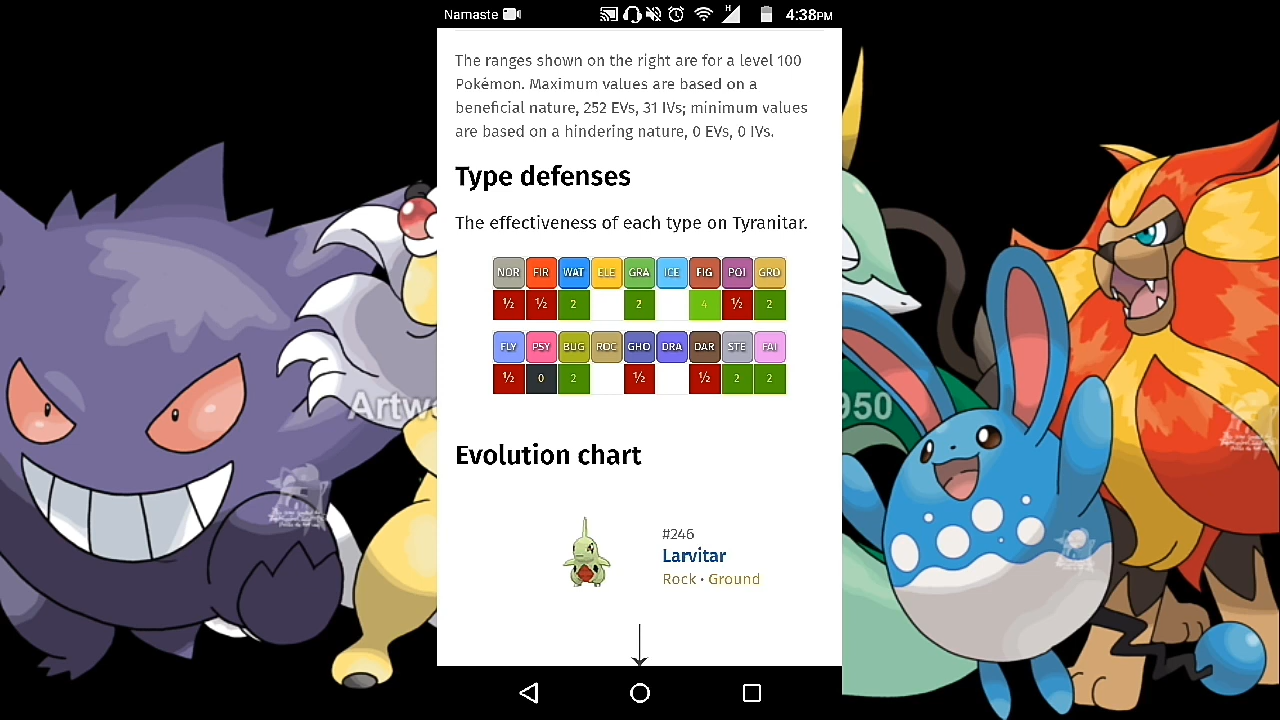 Namaste
H
4:38PM
The ranges shown on the right are for a level 100
Pokémon. Maximum values are based on a
beneficial nature, 252 EVs, 31 IVs; minimum values
are based on a hindering nature, 0 EVs, 0 IVs.
Type defenses
The effectiveness of each type on Tyranitar.
NOR FIR WAT ELE GRA ICE FIG POI GRO
½ ½ 2 2 4 ½ 2
FLY PSY BUG ROC GHO DRA DAR STE FAI
½ 0 2 ½ ½ 2 2
Artw
950
Evolution chart
#246
Larvitar
Rock · Ground